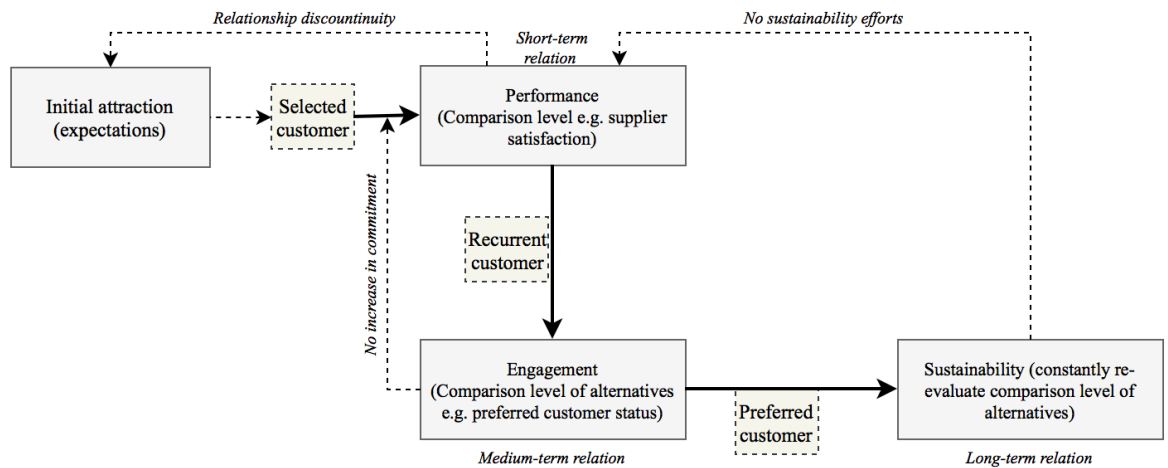 Relationship discountinuity
No sustainability efforts
Short-term
relation
Initial attraction
(expectations)
Selected
customer
Performance
(Comparison level e.g. supplier
satisfaction)
No increase in commitment
Recurrent
customer
Engagement
(Comparison level of alternatives
e.g. preferred customer status)
Preferred
customer
Sustainability (constantly re-
evaluate comparison level of
alternatives)
Medium-term relation
Long-term relation